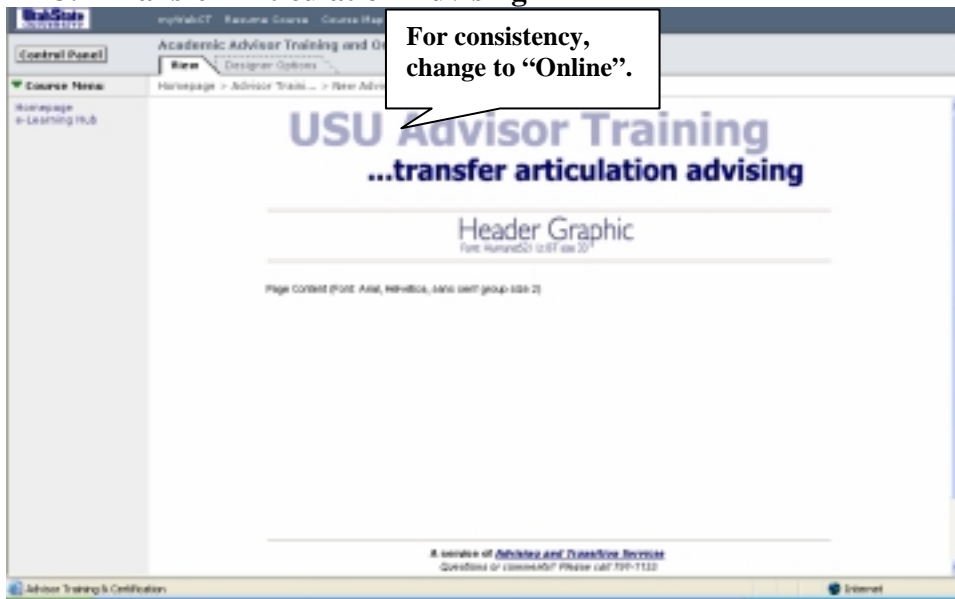 UtahState
UNIVERSITY
myWebCT Resume Course Course Map
Control Panel
Academic Advisor Training and
View Designer Options
For consistency,
change to “Online”.
Course Menu
Homepage > Advisor Traini... > New
Homepage
e-Learning Hub
USU Advisor Training
...transfer articulation advising
Header Graphic
Page Content (Font: Arial, Helvetica, sans serif group size 2)
A service of Advising and Transition Services
Questions or comments? Please call 797-
Advisor Training & Certification
Internet